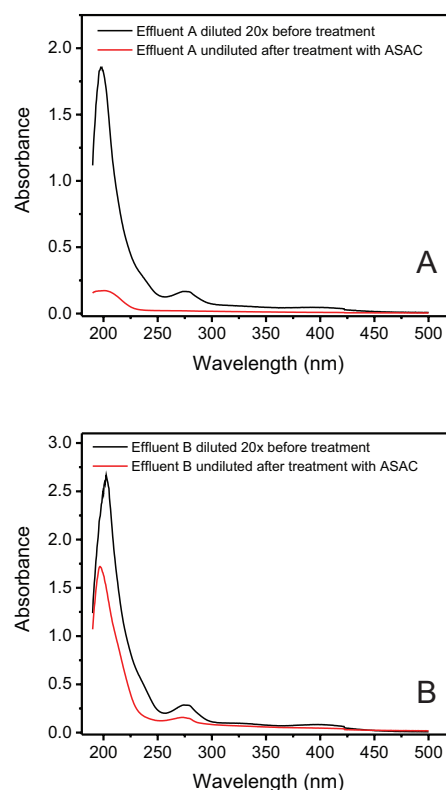 Effluent A diluted 20x before treatment
Effluent A undiluted after treatment with ASAC
2.0
1.5
1.0
0.5
0.0
Absorbance
A
200 250 300 350 400 450 500
Wavelength (nm)
Effluent B diluted 20x before treatment
Effluent B undiluted after treatment with ASAC
3.0
2.5
2.0
1.5
1.0
0.5
0.0
Absorbance
B
200 250 300 350 400 450 500
Wavelength (nm)